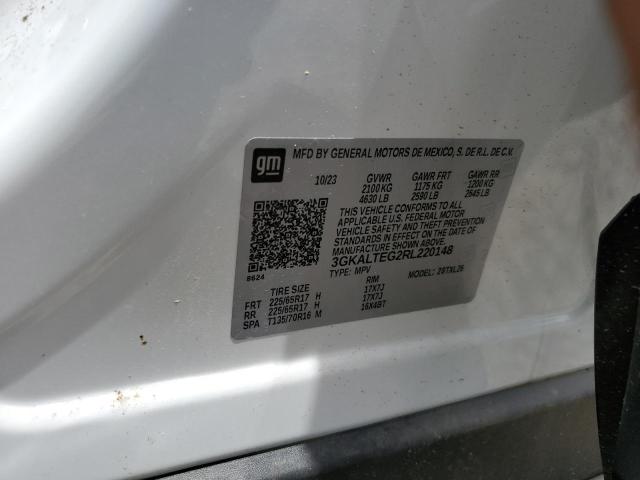 gm
MFD BY GENERAL MOTORS DE MEXICO, S. DE R.L. DE C.V.
10/23 GVWR GAWR FRT GAWR RR
2100 KG 1175 KG 1200 KG
4630 LB 2590 LB 2645 LB
THIS VEHICLE CONFORMS TO ALL
APPLICABLE U.S. FEDERAL MOTOR
VEHICLE SAFETY, BUMPER, AND THEFT
PREVENTION STANDARDS IN EFFECT ON
THE DATE OF MANUFACTURE SHOWN ABOVE.
3GKALTEG2RL220148
8624
TYPE: MPV MODEL: 28TXL26
TIRE SIZE RIM
FRT 225/65R17 H 17X7J
RR 225/65R17 H 17X7J
SPA T135/70R16 M 16X4BT